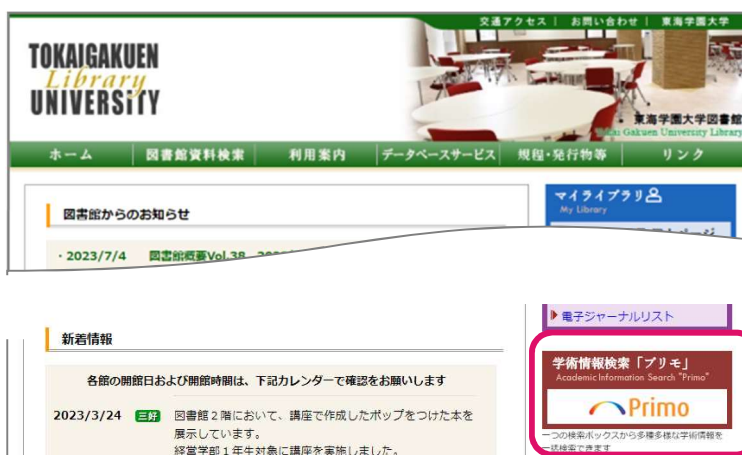 交通アクセス | お問い合わせ | 東海学園大学
TOKAIGAKUEN
Library
UNIVERSITY
東海学園大学図書館
Tokai Gakuen University Library
ホーム 図書館資料検索 利用案内 データベースサービス 規程・発行物等 リンク
図書館からのお知らせ
・2023/7/4 図書館概要Vol.38
マイライブラリ
My Library
電子ジャーナルリスト
新着情報
各館の開館日および開館時間は、下記カレンダーで確認をお願いします
2023/3/24 三好 図書館2階において、講座で作成したポップをつけた本を
展示しています。
経営学部1年生対象に講座を実施しました。
学術情報検索「プリモ」
Academic Information Search "Primo"
Primo
一つの検索ボックスから多種多様な学術情報を
一括検索できます